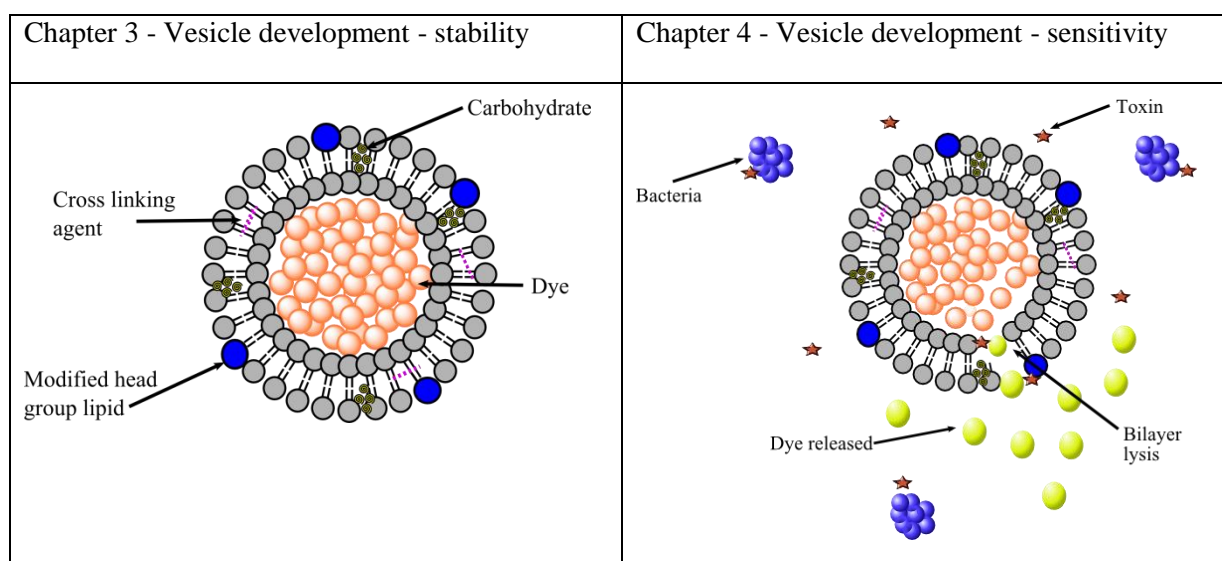 Chapter 3 - Vesicle development - stability
Chapter 4 - Vesicle development - sensitivity
Carbohydrate
Cross linking
agent
Dye
Modified head
group lipid
Toxin
Bacteria
Dye released
Bilayer
lysis